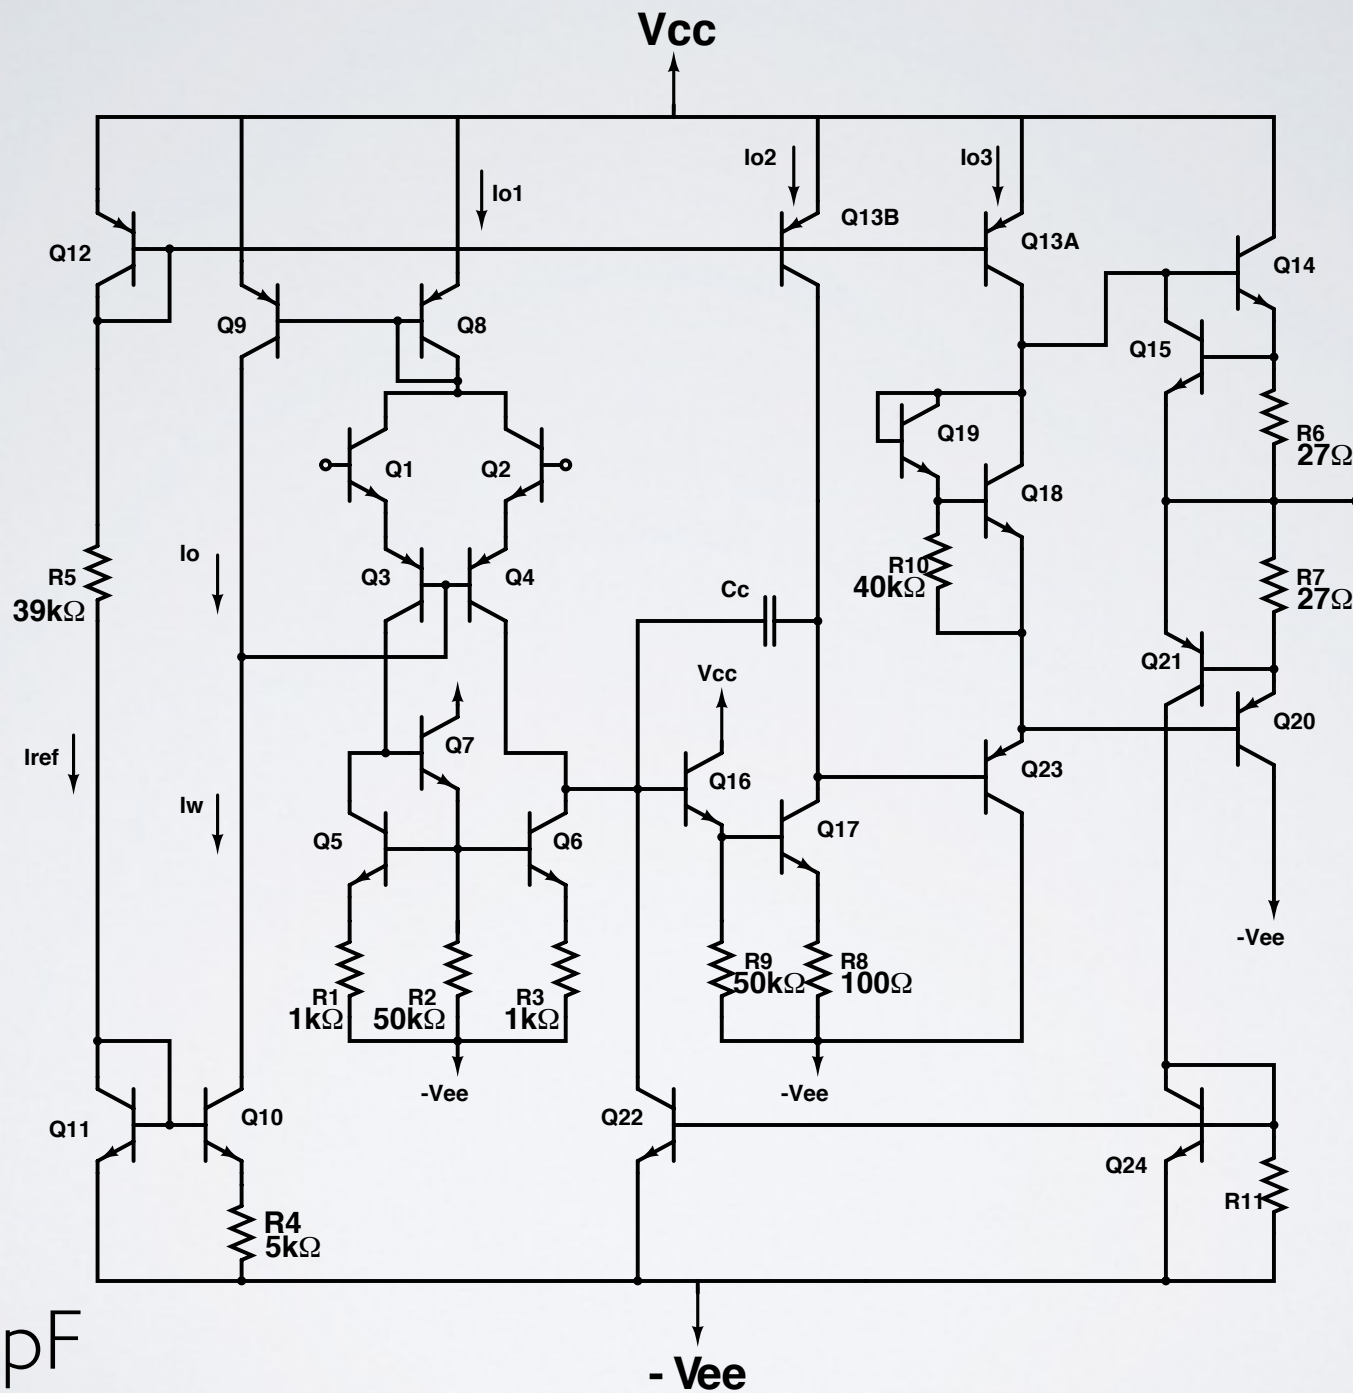 Vcc
Io2
Io3
Io1
Q13B
Q12
Q13A
Q14
Q9
Q8
Q15
Q19
R6
27Ω
Q1
Q2
Q18
Io
R5
39kΩ
Q3
Q4
R10
40kΩ
R7
27Ω
Cc
Vcc
Q21
Q20
Iref
Q7
Q16
Q23
Iw
Q5
Q6
Q17
-Vee
R1
1kΩ
R2
50kΩ
R3
1kΩ
R9
50kΩ
R8
100Ω
-Vee
-Vee
Q11
Q10
Q22
Q24
R11
R4
5kΩ
pF
- Vee